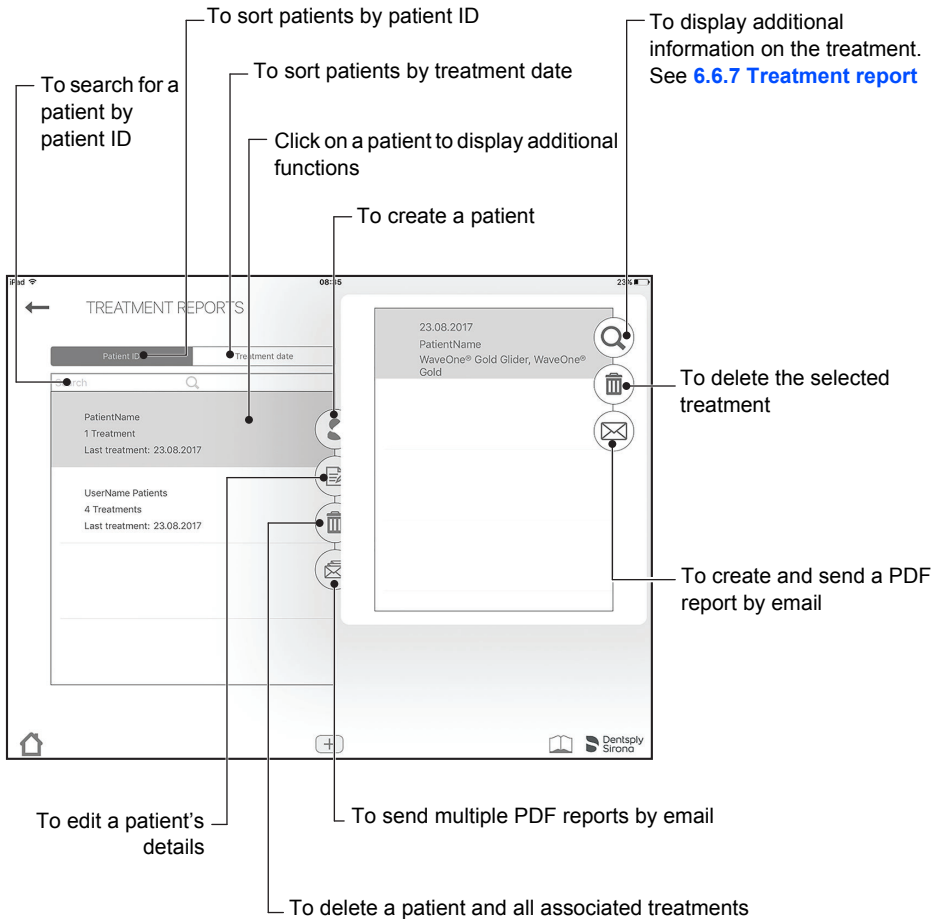 To sort patients by patient ID
To display additional
information on the treatment.
See 6.6.7 Treatment report
To search for a
patient by
patient ID
To sort patients by treatment date
Click on a patient to display additional
functions
To create a patient
iPad
08:35
23%
TREATMENT REPORTS
Patient ID
Treatment date
Search
PatientName
1 Treatment
Last treatment: 23.08.2017
UserName Patients
4 Treatments
Last treatment: 23.08.2017
23.08.2017
PatientName
WaveOne® Gold Glider, WaveOne®
Gold
To delete the selected
treatment
To create and send a PDF
report by email
Dentsply
Sirona
To edit a patient's
details
To send multiple PDF reports by email
To delete a patient and all associated treatments